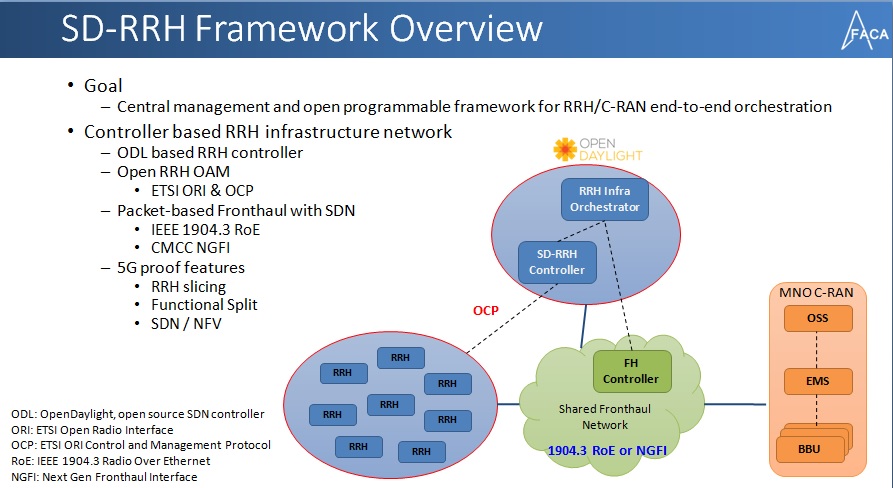 SD-RRH Framework Overview
FACA
• Goal
– Central management and open programmable framework for RRH/C-RAN end-to-end orchestration
• Controller based RRH infrastructure network
– ODL based RRH controller
– Open RRH OAM
• ETSI ORI & OCP
– Packet-based Fronthaul with SDN
• IEEE 1904.3 RoE
• CMCC NGFI
– 5G proof features
• RRH slicing
• Functional Split
• SDN / NFV
OPEN
DAYLIGHT
RRH Infra
Orchestrator
SD-RRH
Controller
OCP
RRH
RRH
RRH
RRH
RRH
RRH
RRH
RRH
FH
Controller
Shared Fronthaul
Network
1904.3 RoE or NGFI
MNO C-RAN
OSS
EMS
BBU
ODL: OpenDaylight, open source SDN controller
ORI: ETSI Open Radio Interface
OCP: ETSI ORI Control and Management Protocol
RoE: IEEE 1904.3 Radio Over Ethernet
NGFI: Next Gen Fronthaul Interface